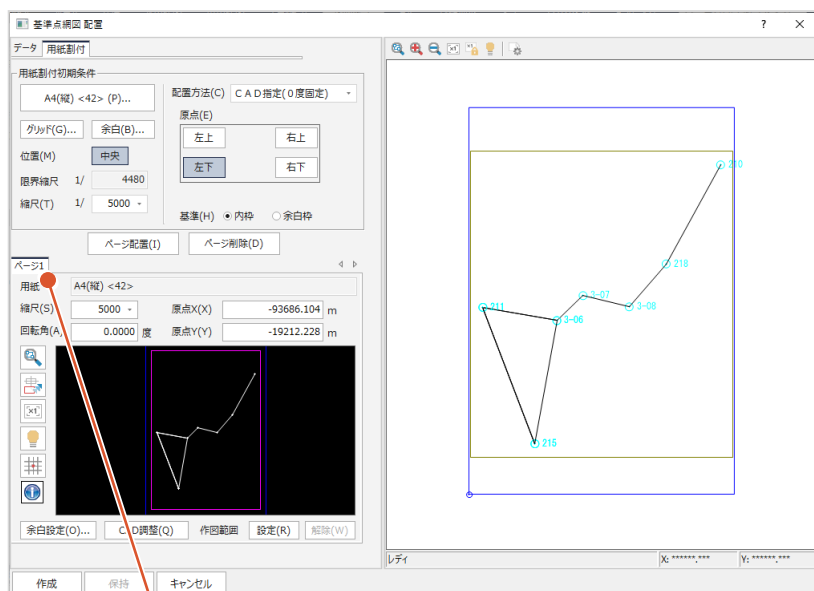 基準点網図 配置
データ 用紙割付
用紙割付初期条件
A4(縦) <42> (P)...
配置方法(C) ＣＡＤ指定(０度固定)
原点(E)
グリッド(G)... 余白(B)...
左上 右上
位置(M) 中央
左下 右下
限界縮尺 1/ 4480
縮尺(T) 1/ 5000
基準(H) 内枠 余白枠
ページ配置(I) ページ削除(D)
ページ1
用紙 A4(縦) <42>
縮尺(S) 5000 原点X(X) -93686.104 m
回転角(A) 0.0000 度 原点Y(Y) -19212.228 m
余白設定(O)... CAD調整(Q) 作図範囲 設定(R) 解除(W)
作成 保持 キャンセル
218
3-07
3-08
211
3-06
レディ X: ******.*** Y: ******.***